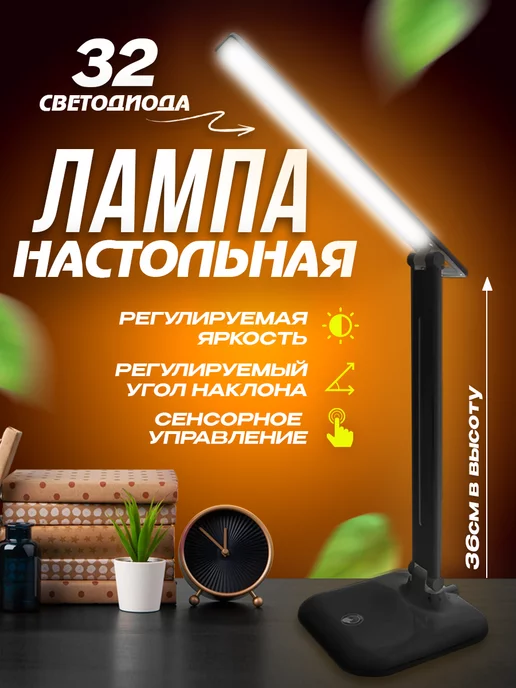 32
СВЕТОДИОДА
ЛАМПА
НАСТОЛЬНАЯ
РЕГУЛИРУЕМАЯ
ЯРКОСТЬ
РЕГУЛИРУЕМЫЙ
УГОЛ НАКЛОНА
СЕНСОРНОЕ
УПРАВЛЕНИЕ
36см в высоту